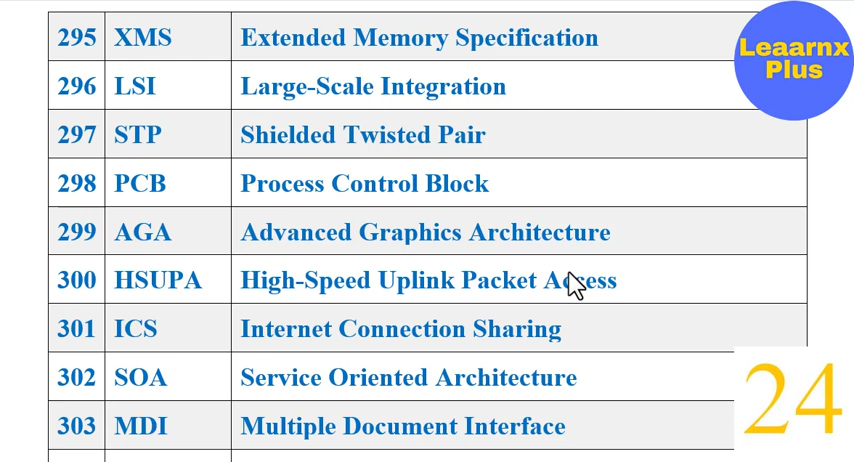 295 XMS Extended Memory Specification
Leaarnx
Plus
296 LSI Large-Scale Integration
297 STP Shielded Twisted Pair
298 PCB Process Control Block
299 AGA Advanced Graphics Architecture
300 HSUPA High-Speed Uplink Packet Access
301 ICS Internet Connection Sharing
302 SOA Service Oriented Architecture
303 MDI Multiple Document Interface
24